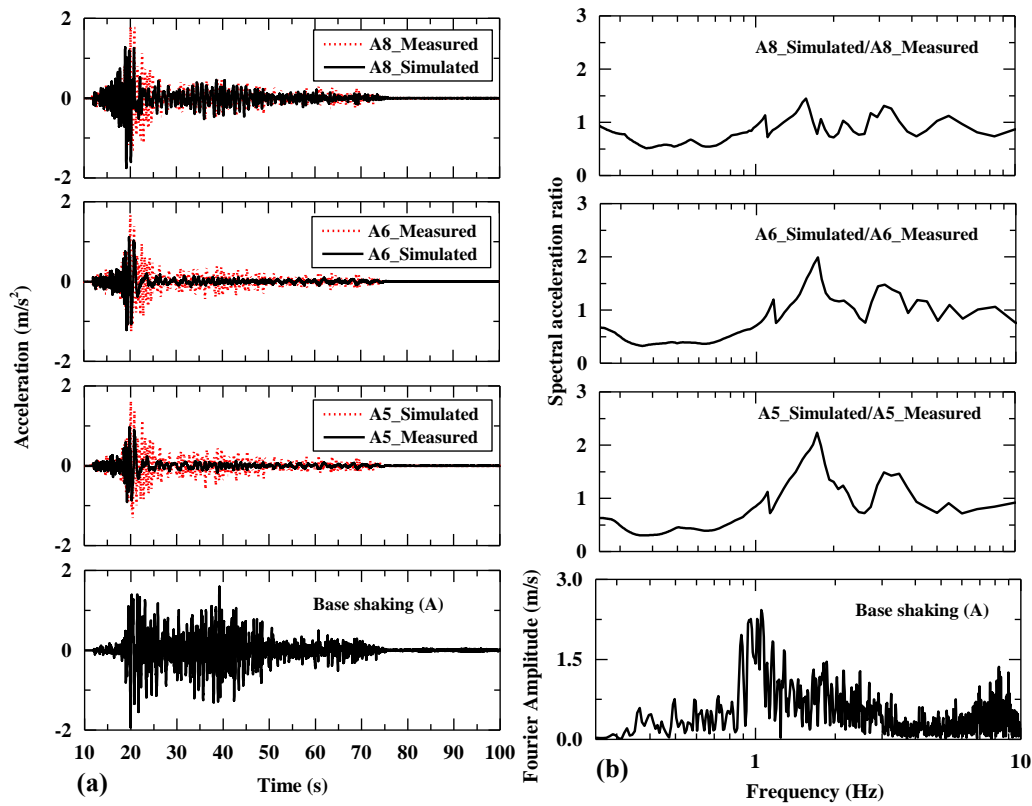 Acceleration (m/s²)
2
0
-2
A8_Measured
A8_Simulated
2
0
-2
A6_Measured
A6_Simulated
2
0
-2
A5_Simulated
A5_Measured
2
0
-2
Base shaking (A)
10 20 30 40 50 60 70 80 90 100
(a) Time (s)
Spectral acceleration ratio
3
2
1
0
A8_Simulated/A8_Measured
3
2
1
0
A6_Simulated/A6_Measured
3
2
1
0
A5_Simulated/A5_Measured
Fourier Amplitude (m/s)
3.0
1.5
0.0
Base shaking (A)
1 10
(b) Frequency (Hz)